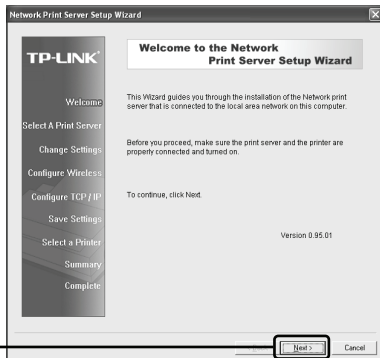 Network Print Server Setup Wizard
TP-LINK
Welcome to the Network
Print Server Setup Wizard
Welcome
Select A Print Server
Change Settings
Configure Wireless
Configure TCP / IP
Save Settings
Select a Printer
Summary
Complete
This Wizard guides you through the installation of the Network print
server that is connected to the local area network on this computer.
Before you proceed, make sure the print server and the printer are
properly connected and turned on.
To continue, click Next.
Version 0.95.01
Next >
Cancel